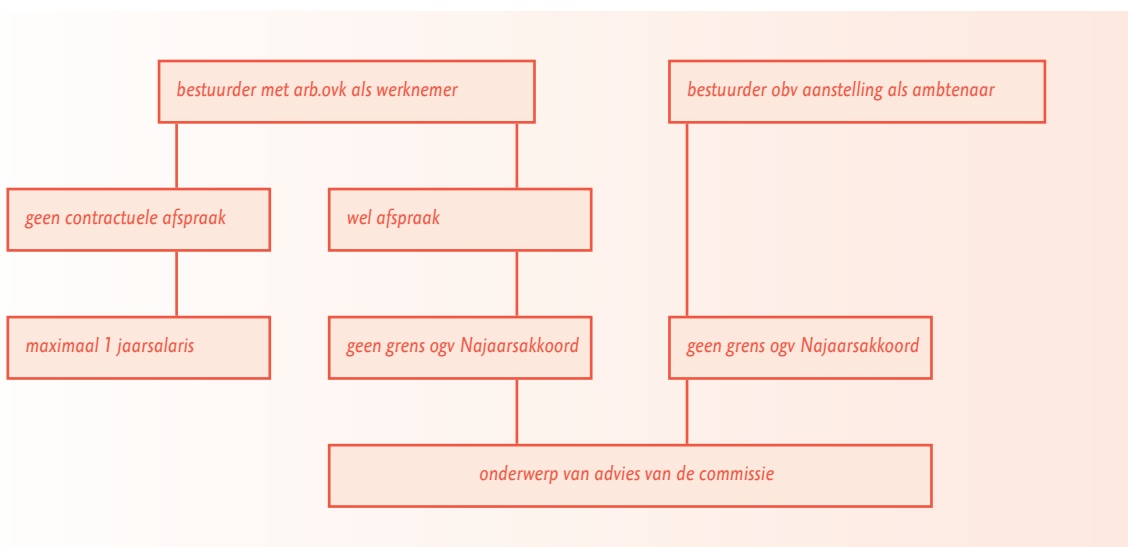 bestuurder met arb.ovk als werknemer
bestuurder obv aanstelling als ambtenaar
geen contractuele afspraak
wel afspraak
maximaal 1 jaarsalaris
geen grens ogv Najaarsakkoord
geen grens ogv Najaarsakkoord
onderwerp van advies van de commissie